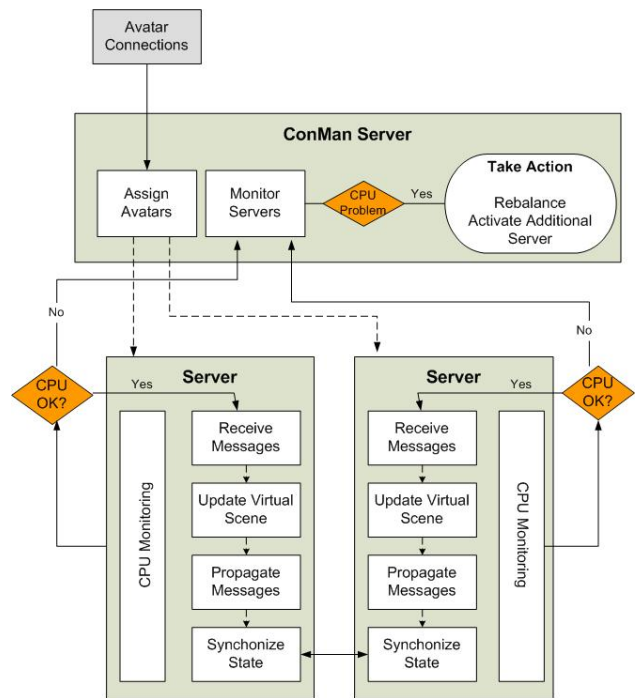 Avatar
Connections
ConMan Server
Assign
Avatars
Monitor
Servers
CPU
Problem
Yes
Take Action
Rebalance
Activate Additional
Server
No
No
CPU
OK?
Yes
Server
CPU Monitoring
Receive
Messages
Update Virtual
Scene
Propagate
Messages
Synchonize
State
Server
Yes
CPU
OK?
Receive
Messages
Update Virtual
Scene
Propagate
Messages
Synchonize
State
CPU Monitoring